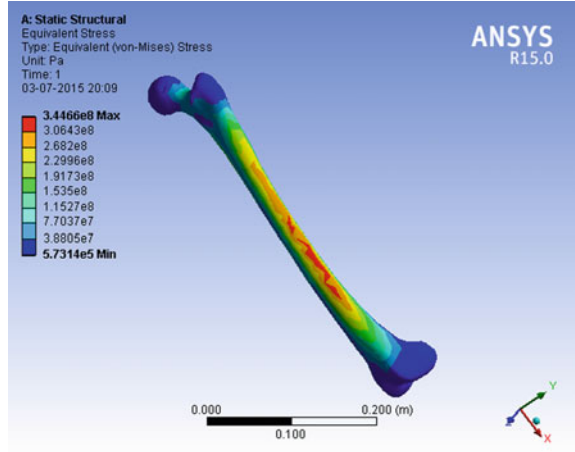 A: Static Structural
Equivalent Stress
Type: Equivalent (von-Mises) Stress
Unit: Pa
Time: 1
03-07-2015 20:09
3.4466e8 Max
3.0643e8
2.682e8
2.2996e8
1.9173e8
1.535e8
1.1527e8
7.7037e7
3.8805e7
5.7314e5 Min
ANSYS
R15.0
0.000
0.200 (m)
0.100
Y
Z
X